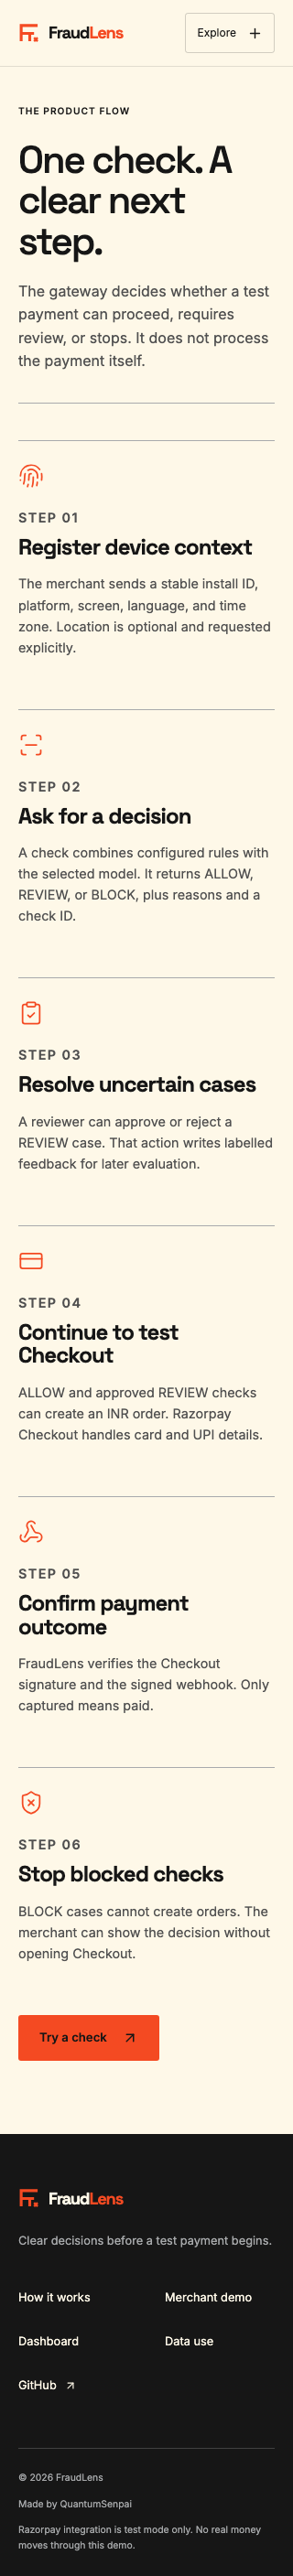 FraudLens
Explore
THE PRODUCT FLOW
One check. A
clear next
step.
The gateway decides whether a test
payment can proceed, requires
review, or stops. It does not process
the payment itself.
STEP 01
Register device context
The merchant sends a stable install ID,
platform, screen, language, and time
zone. Location is optional and requested
explicitly.
STEP 02
Ask for a decision
A check combines configured rules with
the selected model. It returns ALLOW,
REVIEW, or BLOCK, plus reasons and a
check ID.
STEP 03
Resolve uncertain cases
A reviewer can approve or reject a
REVIEW case. That action writes labelled
feedback for later evaluation.
STEP 04
Continue to test
Checkout
ALLOW and approved REVIEW checks
can create an INR order. Razorpay
Checkout handles card and UPI details.
STEP 05
Confirm payment
outcome
FraudLens verifies the Checkout
signature and the signed webhook. Only
captured means paid.
STEP 06
Stop blocked checks
BLOCK cases cannot create orders. The
merchant can show the decision without
opening Checkout.
Try a check
FraudLens
Clear decisions before a test payment begins.
How it works
Merchant demo
Dashboard
Data use
GitHub
© 2026 FraudLens
Made by QuantumSenpai
Razorpay integration is test mode only. No real money
moves through this demo.